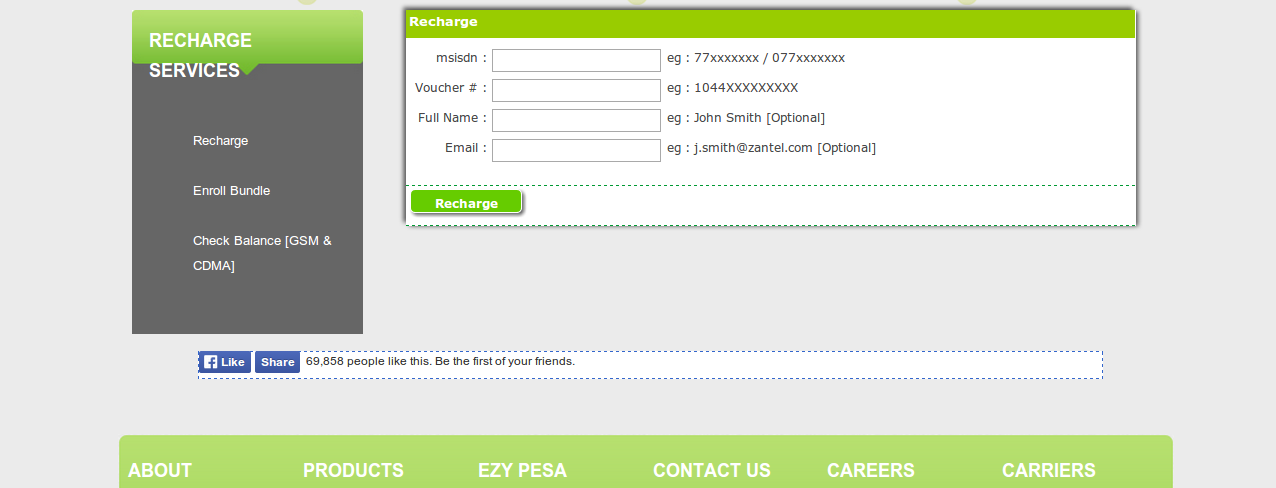 RECHARGE
SERVICES
Recharge
Enroll Bundle
Check Balance [GSM &
CDMA]
Recharge
msisdn : eg : 77xxxxxxx / 077xxxxxxx
Voucher # : eg : 1044XXXXXXXXX
Full Name : eg : John Smith [Optional]
Email : eg : j.smith@zantel.com [Optional]
Recharge
Like Share 69,858 people like this. Be the first of your friends.
ABOUT PRODUCTS EZY PESA CONTACT US CAREERS CARRIERS